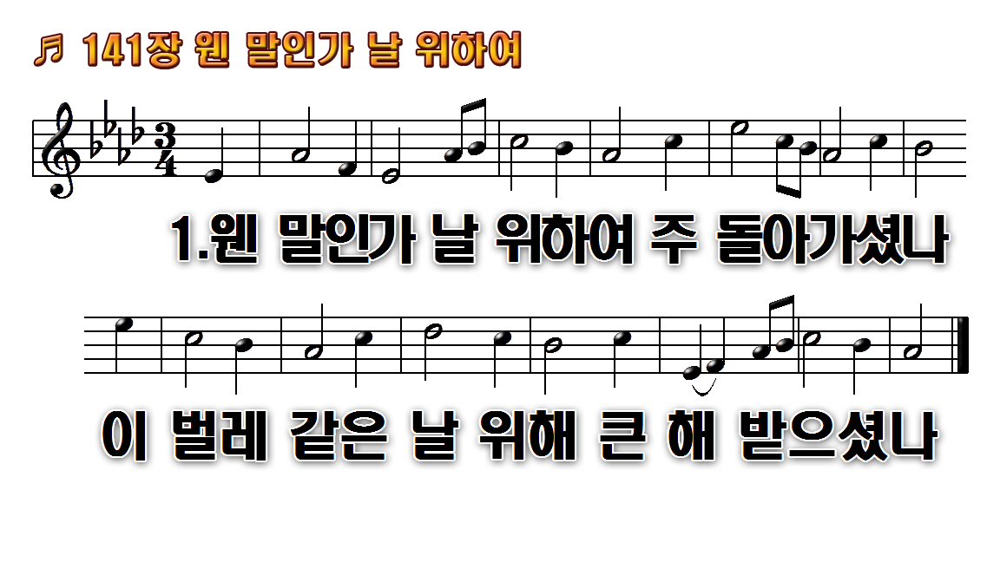 141장 웬 말인가 날 위하여
3
4
1.웬 말인가 날 위하여 주 돌아가셨나
이 벌레 같은 날 위해 큰 해 받으셨나